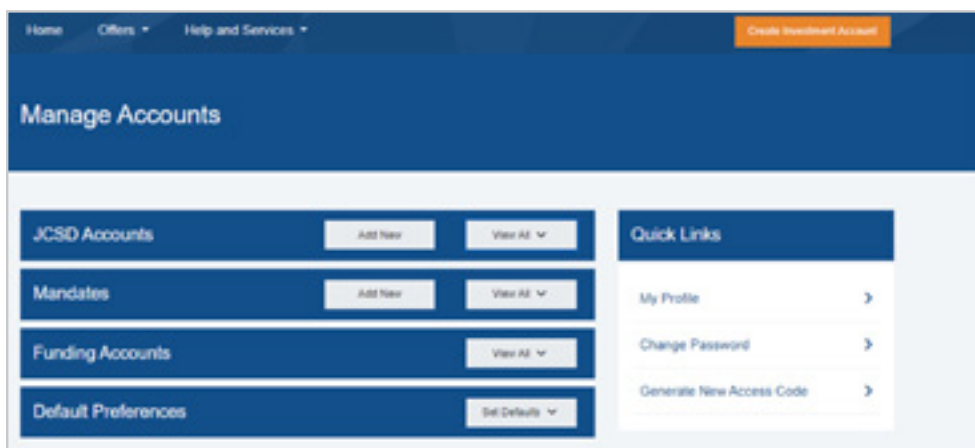 Home Offers Help and Services Create Investment Account
Manage Accounts
JCSD Accounts Add New View All
Quick Links
Mandates Add New View All
My Profile
Funding Accounts View All
Change Password
Generate New Access Code
Default Preferences Set Defaults